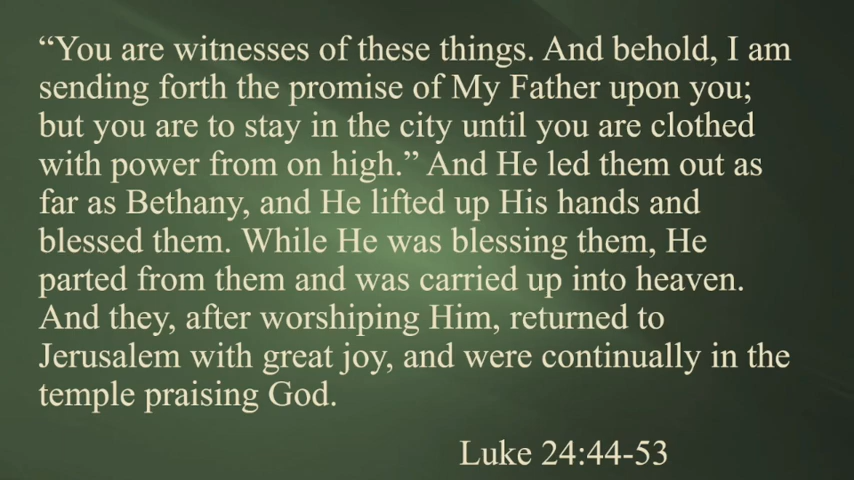 “You are witnesses of these things. And behold, I am
sending forth the promise of My Father upon you;
but you are to stay in the city until you are clothed
with power from on high.” And He led them out as
far as Bethany, and He lifted up His hands and
blessed them. While He was blessing them, He
parted from them and was carried up into heaven.
And they, after worshiping Him, returned to
Jerusalem with great joy, and were continually in the
temple praising God.
Luke 24:44-53